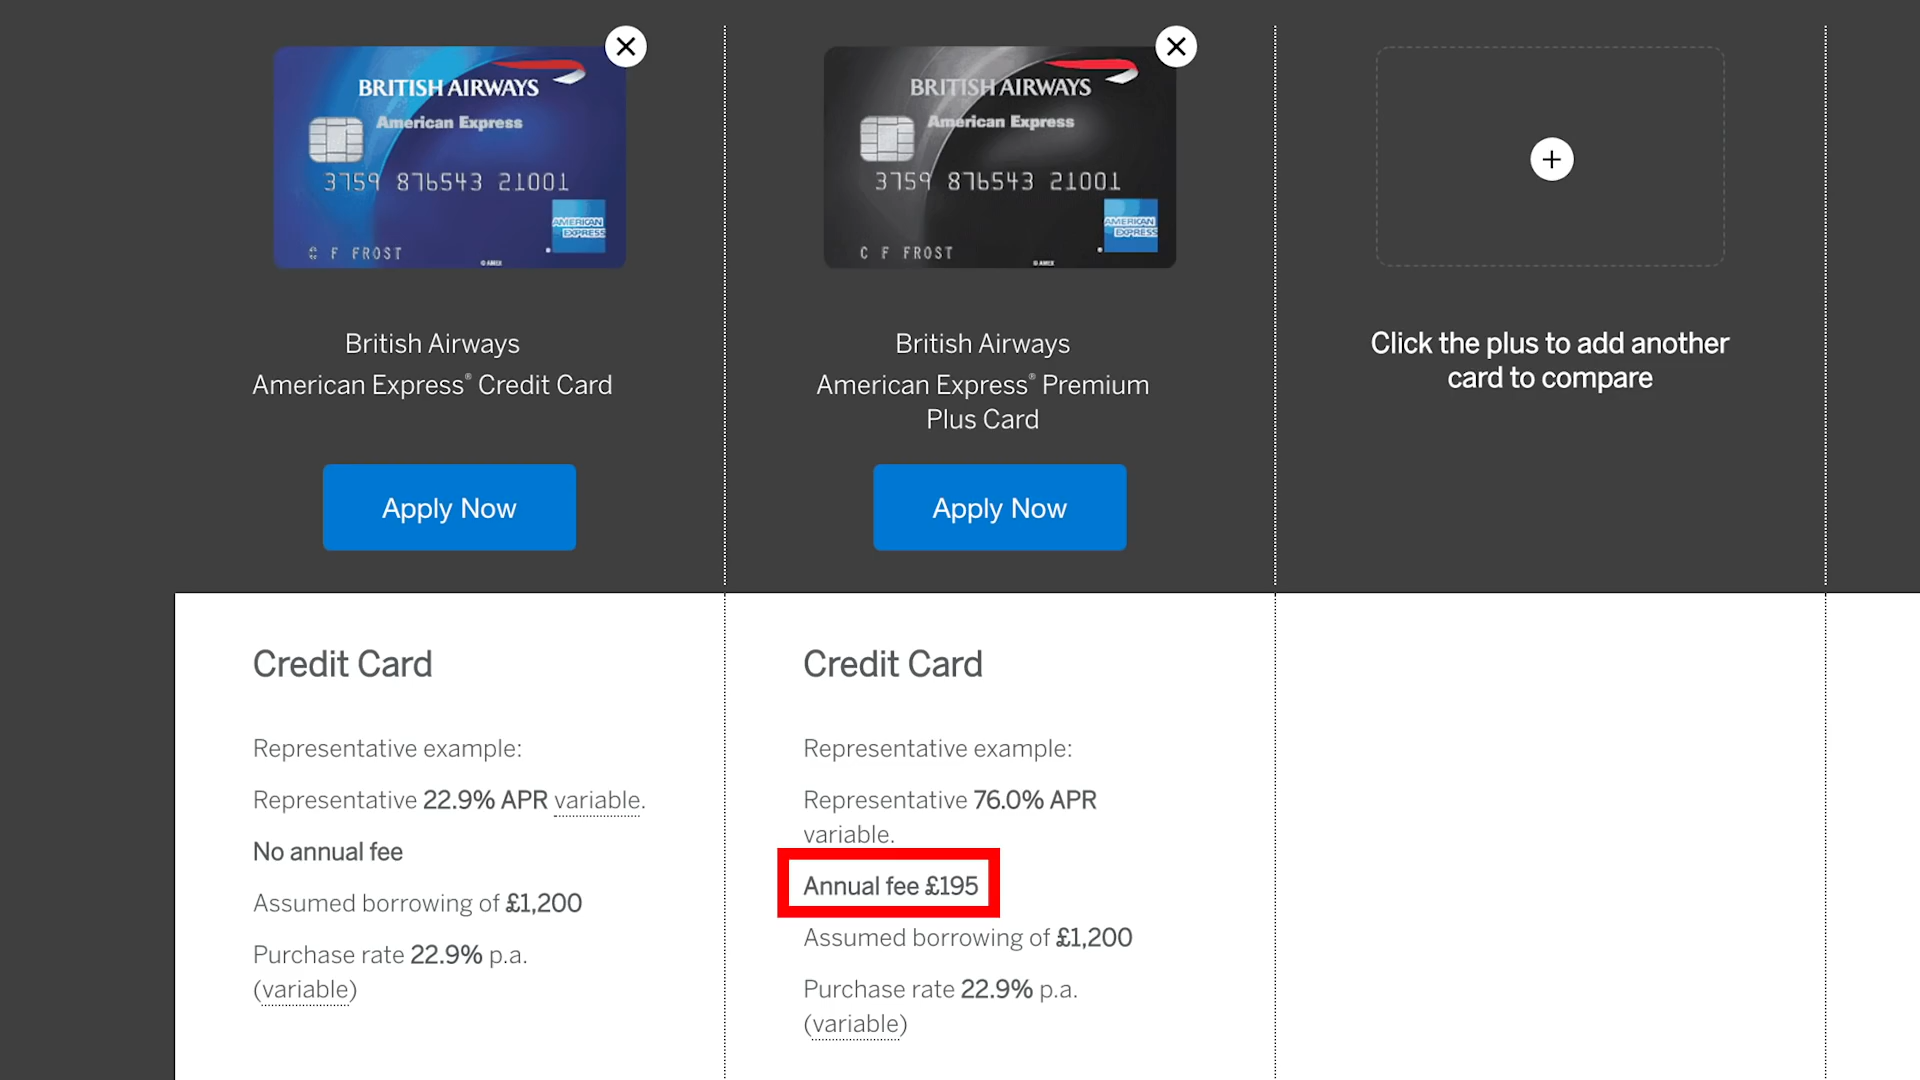 BRITISH AIRWAYS
American Express
3759 876543 21001
AMERICAN
EXPRESS
C F FROST
© AMEX
British Airways
American Express® Credit Card
Apply Now
BRITISH AIRWAYS
American Express
3759 876543 21001
AMERICAN
EXPRESS
C F FROST
© AMEX
British Airways
American Express® Premium
Plus Card
Apply Now
Click the plus to add another
card to compare
Credit Card
Representative example:
Representative 22.9% APR variable.
No annual fee
Assumed borrowing of £1,200
Purchase rate 22.9% p.a.
(variable)
Credit Card
Representative example:
Representative 76.0% APR
variable.
Annual fee £195
Assumed borrowing of £1,200
Purchase rate 22.9% p.a.
(variable)